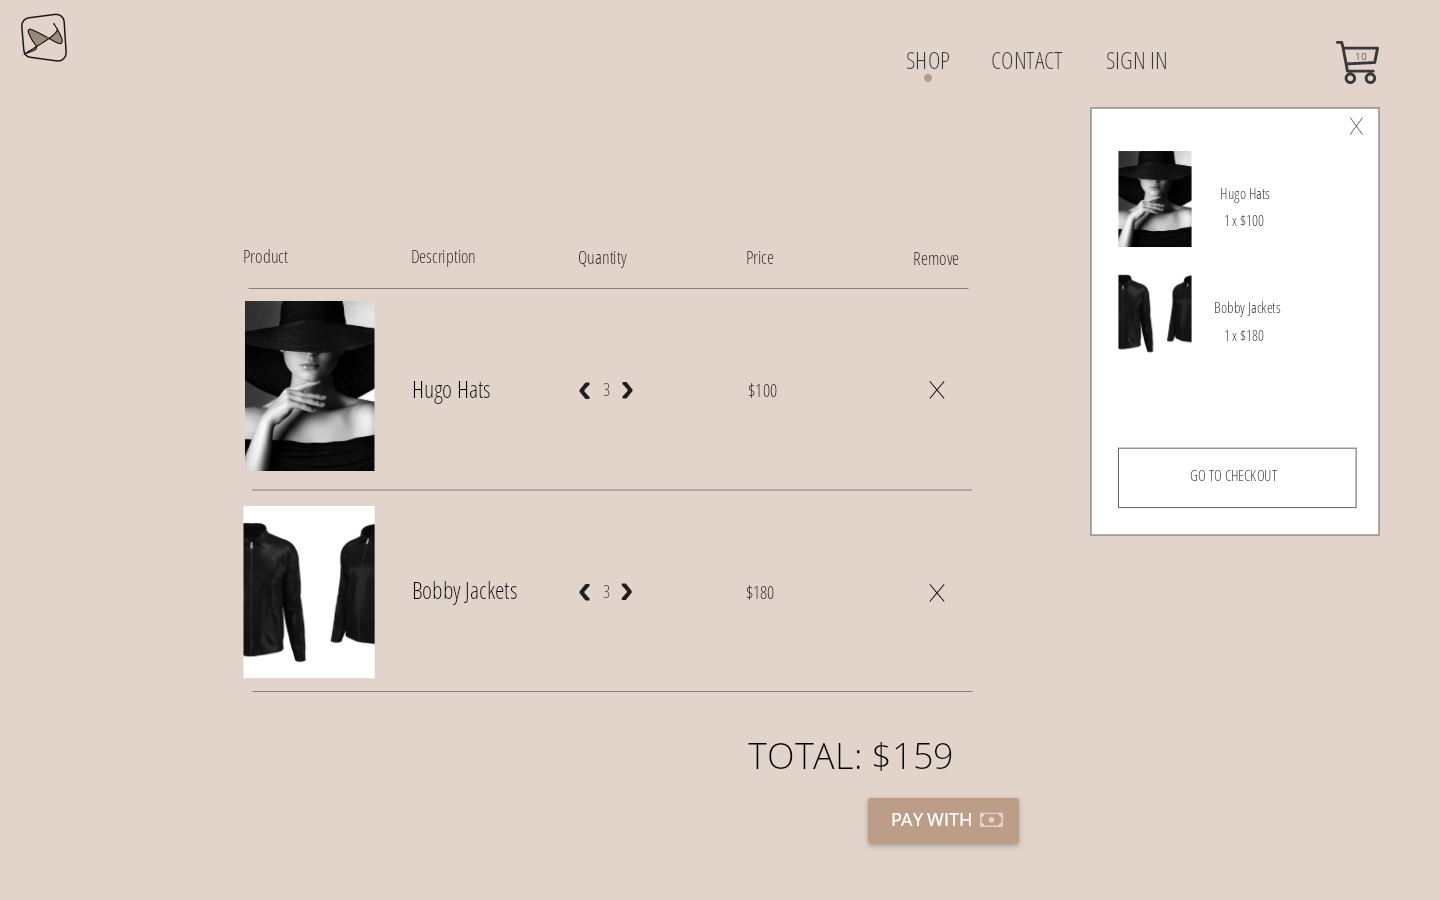 SHOP CONTACT SIGN IN 10
X
Hugo Hats
1 x $100
Bobby Jackets
1 x $180
GO TO CHECKOUT
Product Description Quantity Price Remove
Hugo Hats ❮ 3 ❯ $100 X
Bobby Jackets ❮ 3 ❯ $180 X
TOTAL: $159
PAY WITH